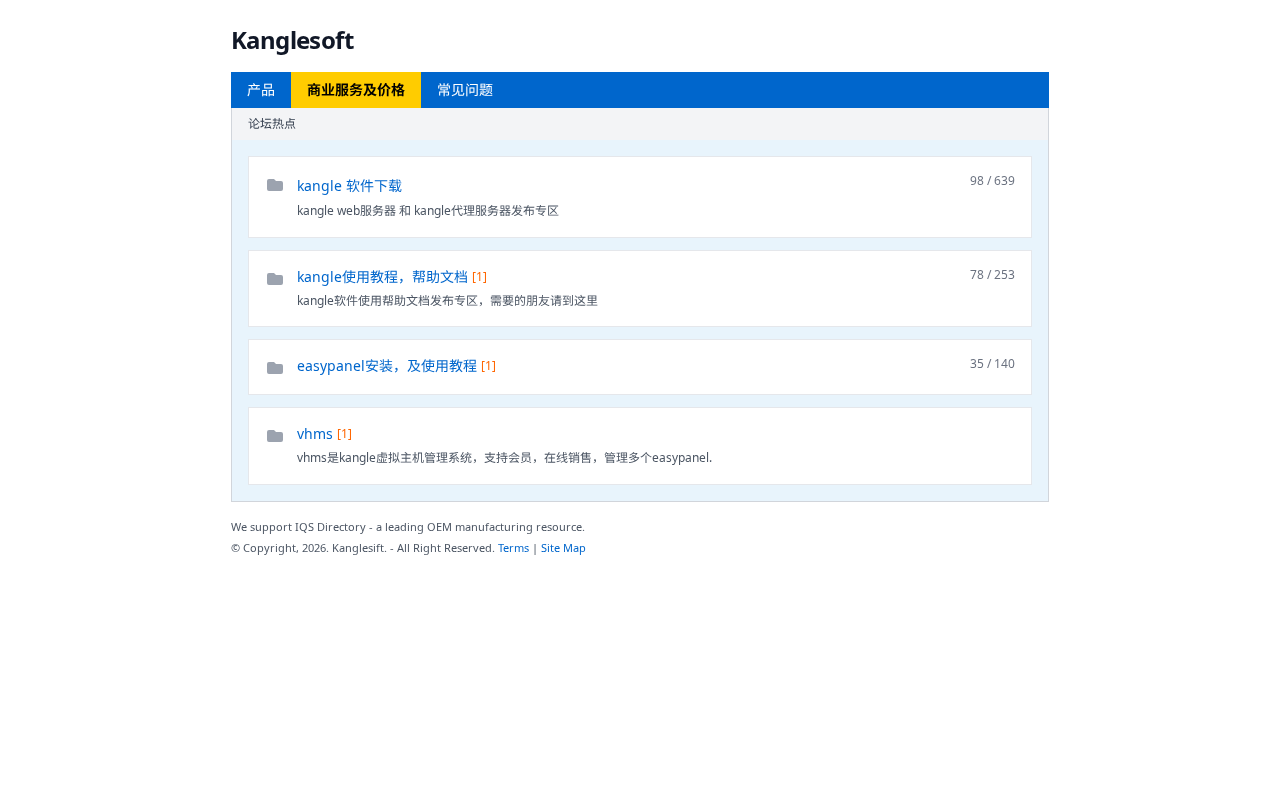 Kanglesoft
产品 商业服务及价格 常见问题
论坛热点
kangle 软件下载 98 / 639
kangle web服务器 和 kangle代理服务器发布专区
kangle使用教程，帮助文档 [1] 78 / 253
kangle软件使用帮助文档发布专区，需要的朋友请到这里
easypanel安装，及使用教程 [1] 35 / 140
vhms [1]
vhms是kangle虚拟主机管理系统，支持会员，在线销售，管理多个easypanel.
We support IQS Directory - a leading OEM manufacturing resource.
© Copyright, 2026. Kanglesift. - All Right Reserved. Terms | Site Map